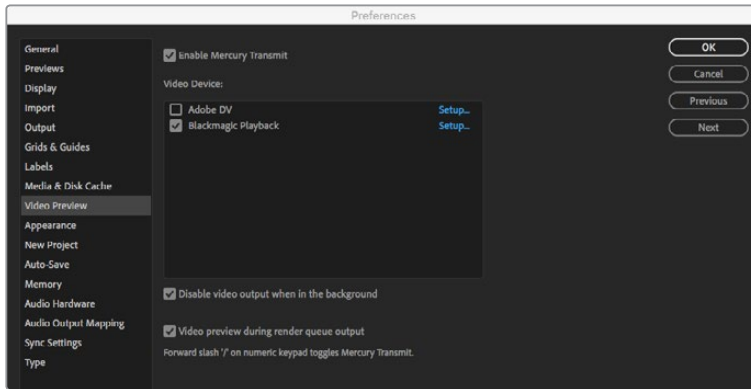 Preferences
General
Previews
Display
Import
Output
Grids & Guides
Labels
Media & Disk Cache
Video Preview
Appearance
New Project
Auto-Save
Memory
Audio Hardware
Audio Output Mapping
Sync Settings
Type
Enable Mercury Transmit
Video Device:
Adobe DV Setup...
Blackmagic Playback Setup...
Disable video output when in the background
Video preview during render queue output
Forward slash '/' on numeric keypad toggles Mercury Transmit.
OK
Cancel
Previous
Next